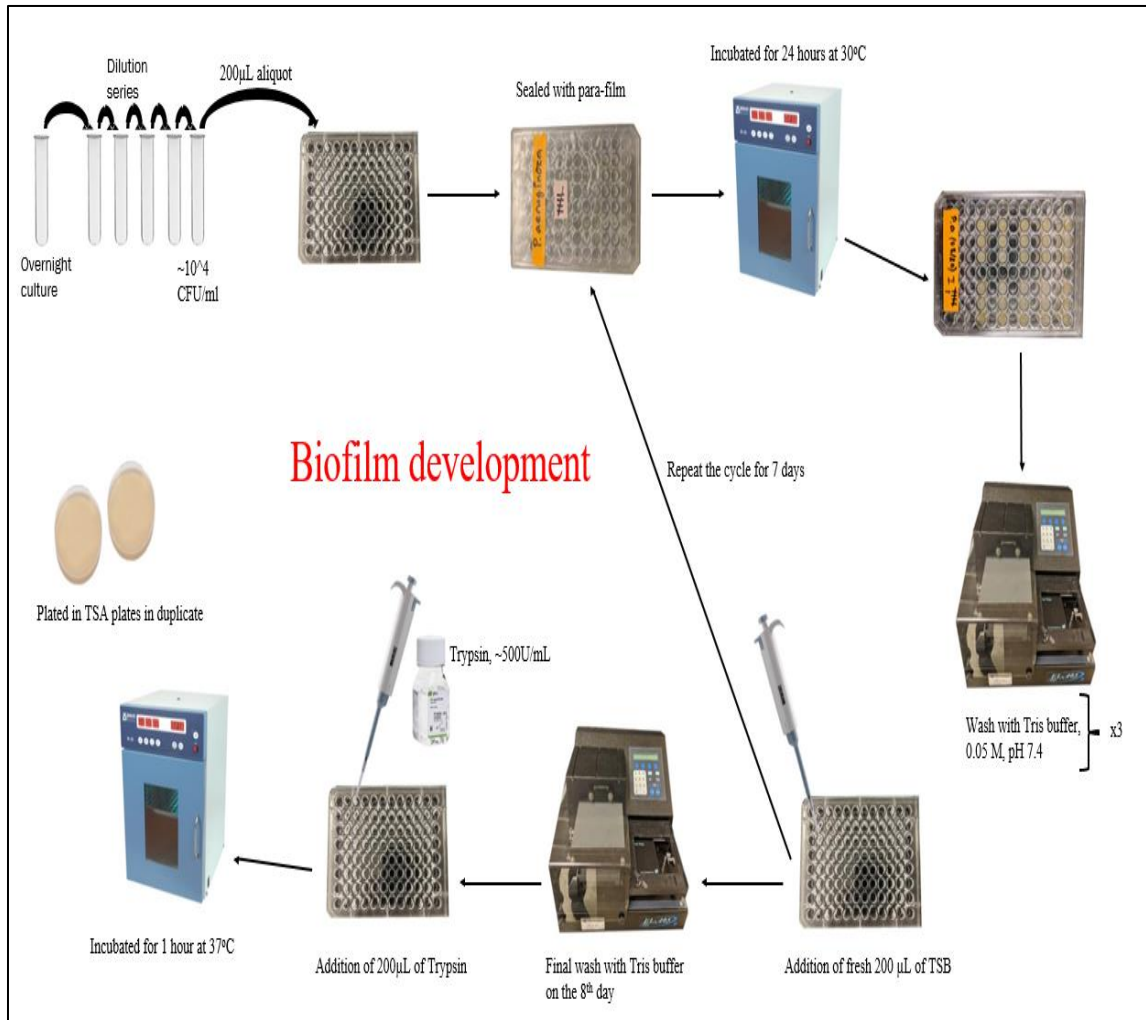 Dilution
series
200µL aliquot
Overnight
culture
~10^4
CFU/ml
Sealed with para-film
P. aeruginosa
Incubated for 24 hours at 30⁰C
Biofilm development
Repeat the cycle for 7 days
Wash with Tris buffer,
0.05 M, pH 7.4
x3
Plated in TSA plates in duplicate
Trypsin, ~500U/mL
Incubated for 1 hour at 37⁰C
Addition of 200µL of Trypsin
Final wash with Tris buffer
on the 8th day
Addition of fresh 200 µL of TSB